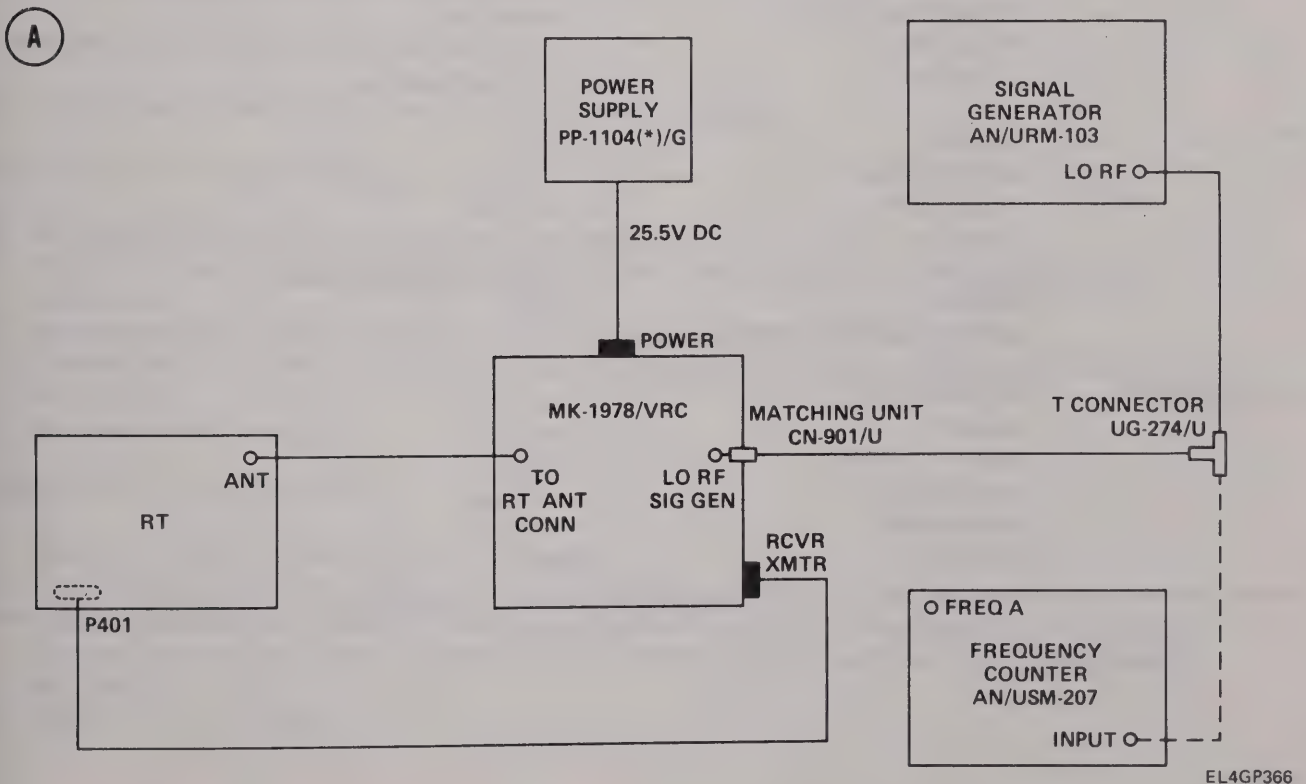 A
POWER
SUPPLY
PP-1104(*)/G
SIGNAL
GENERATOR
AN/URM-103
LO RF
25.5V DC
POWER
MK-1978/VRC
MATCHING UNIT
CN-901/U
T CONNECTOR
UG-274/U
ANT
RT
P401
TO
RT ANT
CONN
LO RF
SIG GEN
RCVR
XMTR
FREQ A
FREQUENCY
COUNTER
AN/USM-207
INPUT
EL4GP366